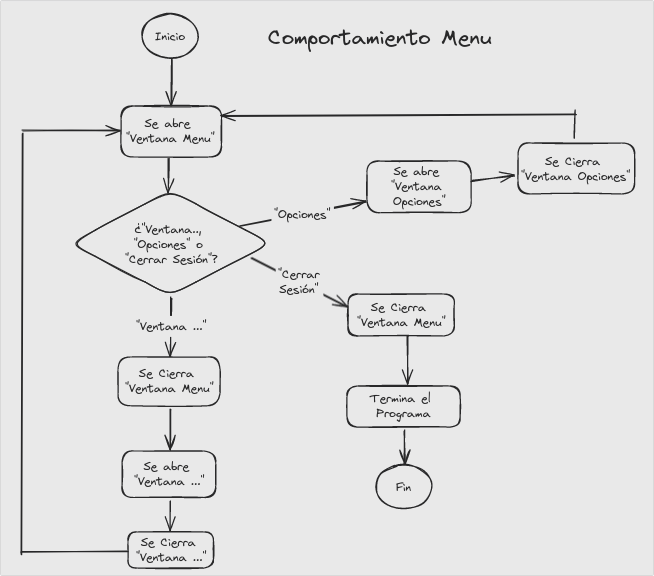 Comportamiento Menu
Inicio
Se abre
"Ventana Menu"
¿"Ventana..,
"Opciones" o
"Cerrar Sesión"?
"Opciones"
Se abre
"Ventana
Opciones"
Se Cierra
"Ventana Opciones"
"Cerrar
Sesión"
Se Cierra
"Ventana Menu"
Termina el
Programa
Fin
"Ventana ..."
Se Cierra
"Ventana Menu"
Se abre
"Ventana ..."
Se Cierra
"Ventana ..."